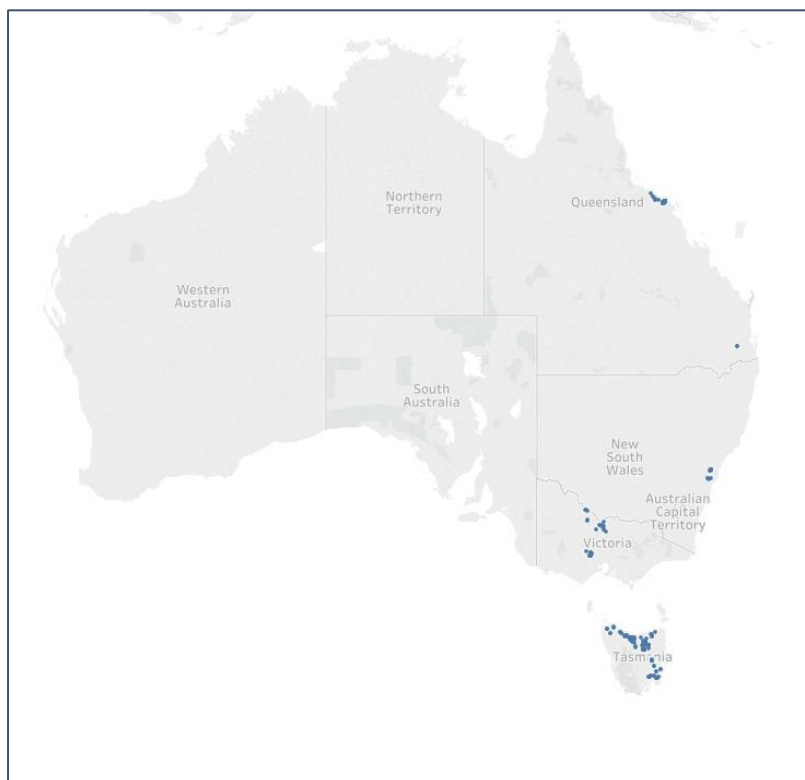 Northern
Territory
Queensland
Western
Australia
South
Australia
New
South
Wales
Australian
Capital
Territory
Victoria
Tasmania